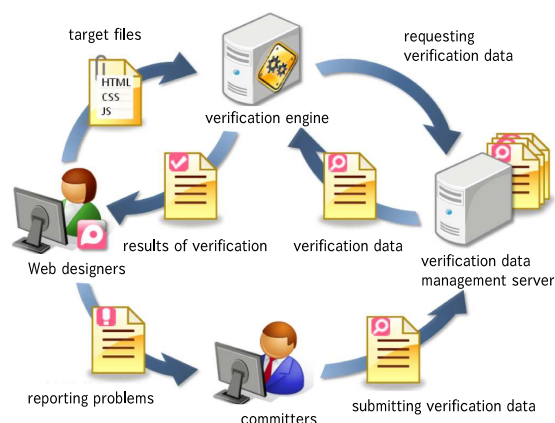 target files
HTML
CSS
JS
verification engine
requesting
verification data
results of verification
verification data
Web designers
verification data
management server
reporting problems
committers
submitting verification data